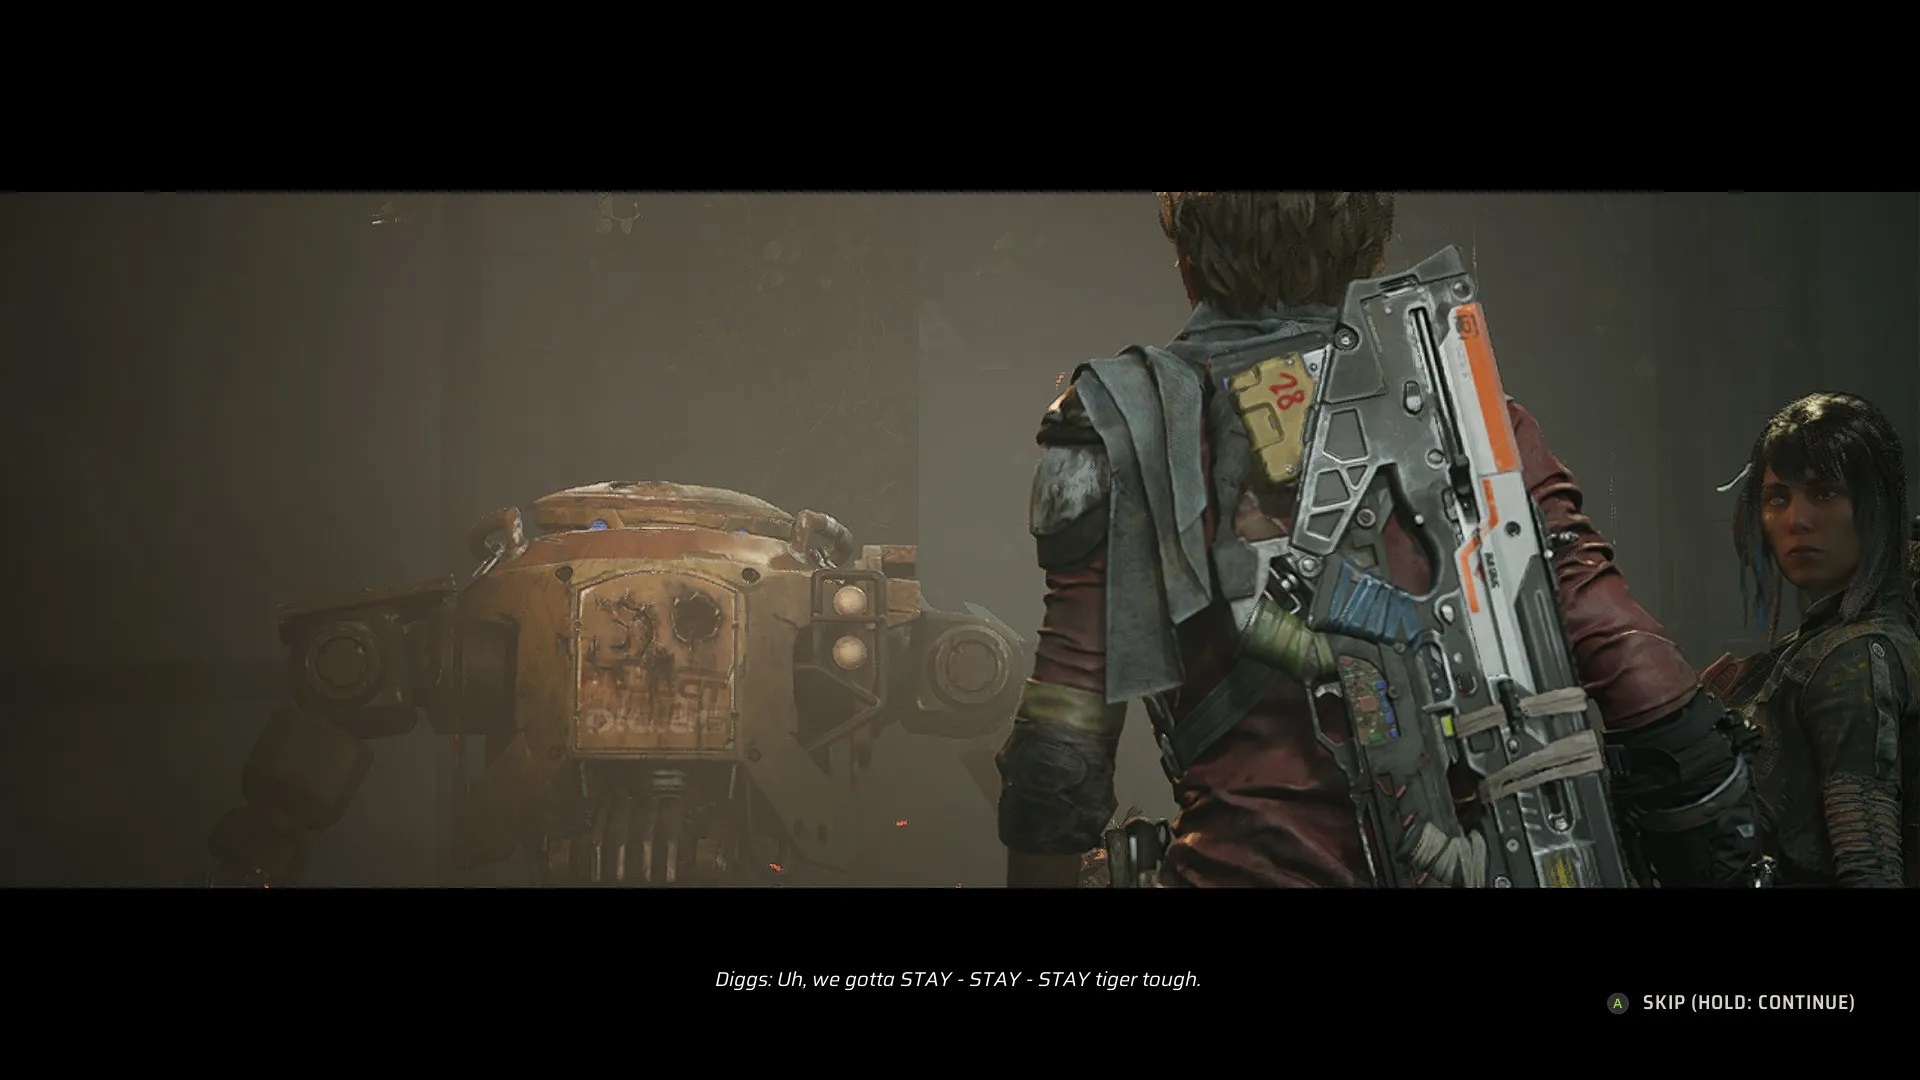 28
Diggs: Uh, we gotta STAY - STAY - STAY tiger tough.
A SKIP (HOLD: CONTINUE)